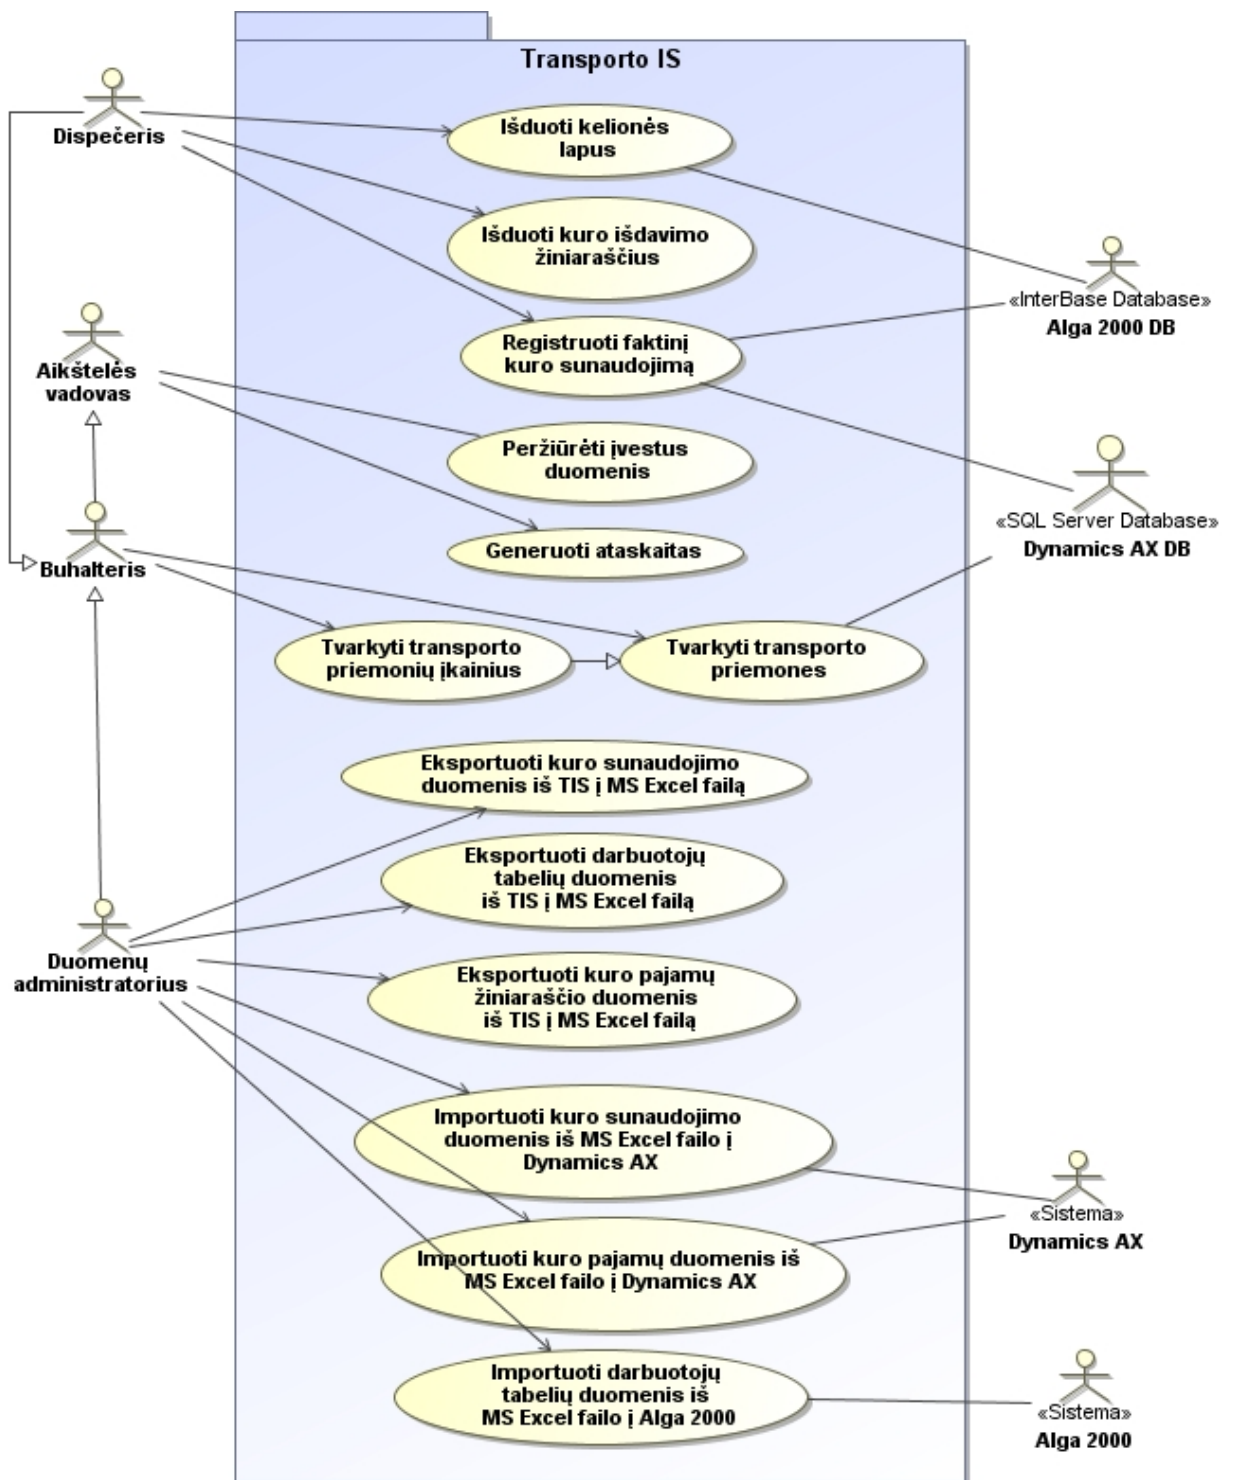 Transporto IS
Dispečeris
Išduoti kelionės
lapus
Išduoti kuro išdavimo
žiniaraščius
«InterBase Database»
Alga 2000 DB
Registruoti faktinį
kuro sunaudojimą
Aikštelės
vadovas
Peržiūrėti įvestus
duomenis
«SQL Server Database»
Dynamics AX DB
Generuoti ataskaitas
Buhalteris
Tvarkyti transporto
priemonių įkainius
Tvarkyti transporto
priemones
Eksportuoti kuro sunaudojimo
duomenis iš TIS į MS Excel failą
Eksportuoti darbuotojų
tabelių duomenis
iš TIS į MS Excel failą
Duomenų
administratorius
Eksportuoti kuro pajamų
žiniaraščio duomenis
iš TIS į MS Excel failą
Importuoti kuro sunaudojimo
duomenis iš MS Excel failo į
Dynamics AX
«Sistema»
Dynamics AX
Importuoti kuro pajamų duomenis iš
MS Excel failo į Dynamics AX
Importuoti darbuotojų
tabelių duomenis iš
MS Excel failo į Alga 2000
«Sistema»
Alga 2000